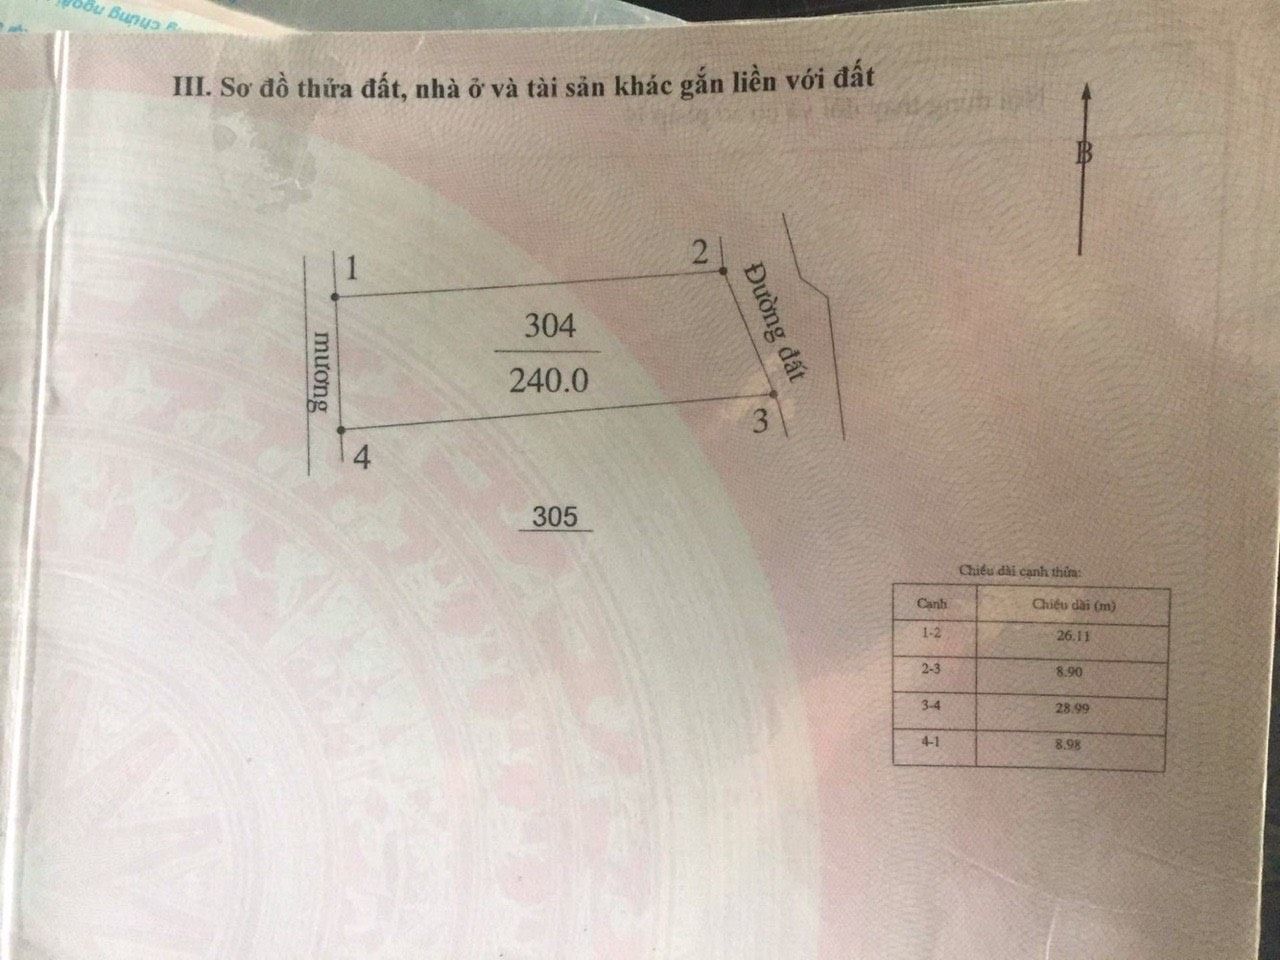 III. Sơ đồ thửa đất, nhà ở và tài sản khác gắn liền với đất
B
1
2
Đường đất
mương
304
240.0
3
4
305
Chiều dài cạnh thửa:
Cạnh Chiều dài (m)
1-2 26.11
2-3 8.90
3-4 28.99
4-1 8.98